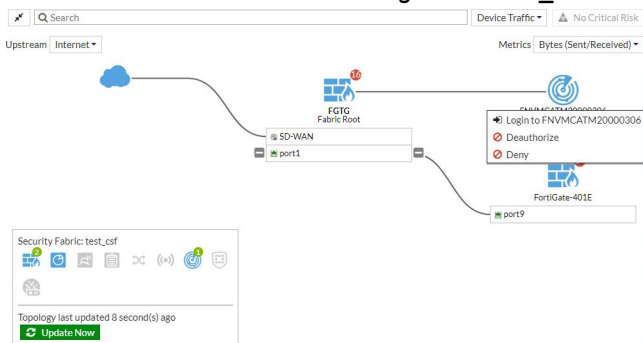 Search
Device Traffic
No Critical Risk
Upstream Internet
Metrics Bytes (Sent/Received)
16
FGTG
Fabric Root
SD-WAN
port1
FNVMCATM20000306
Login to FNVMCATM20000306
Deauthorize
Deny
FortiGate-401E
port9
Security Fabric: test_csf
2
1
Topology last updated 8 second(s) ago
Update Now